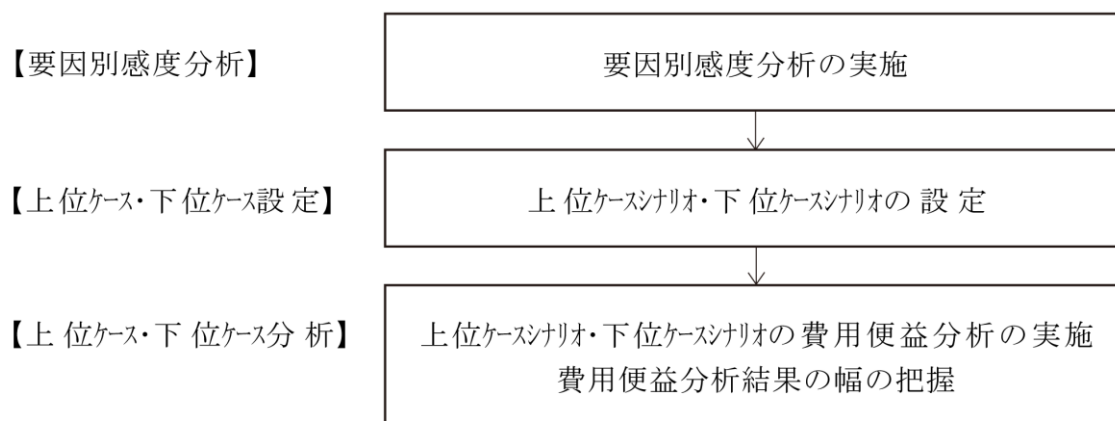 【要因別感度分析】
要因別感度分析の実施
【上位ｹｰｽ・下位ｹｰｽ設定】
上位ｹｰｽｼﾅﾘｵ・下位ｹｰｽｼﾅﾘｵの設定
【上位ｹｰｽ・下位ｹｰｽ分析】
上位ｹｰｽｼﾅﾘｵ・下位ｹｰｽｼﾅﾘｵの費用便益分析の実施
費用便益分析結果の幅の把握